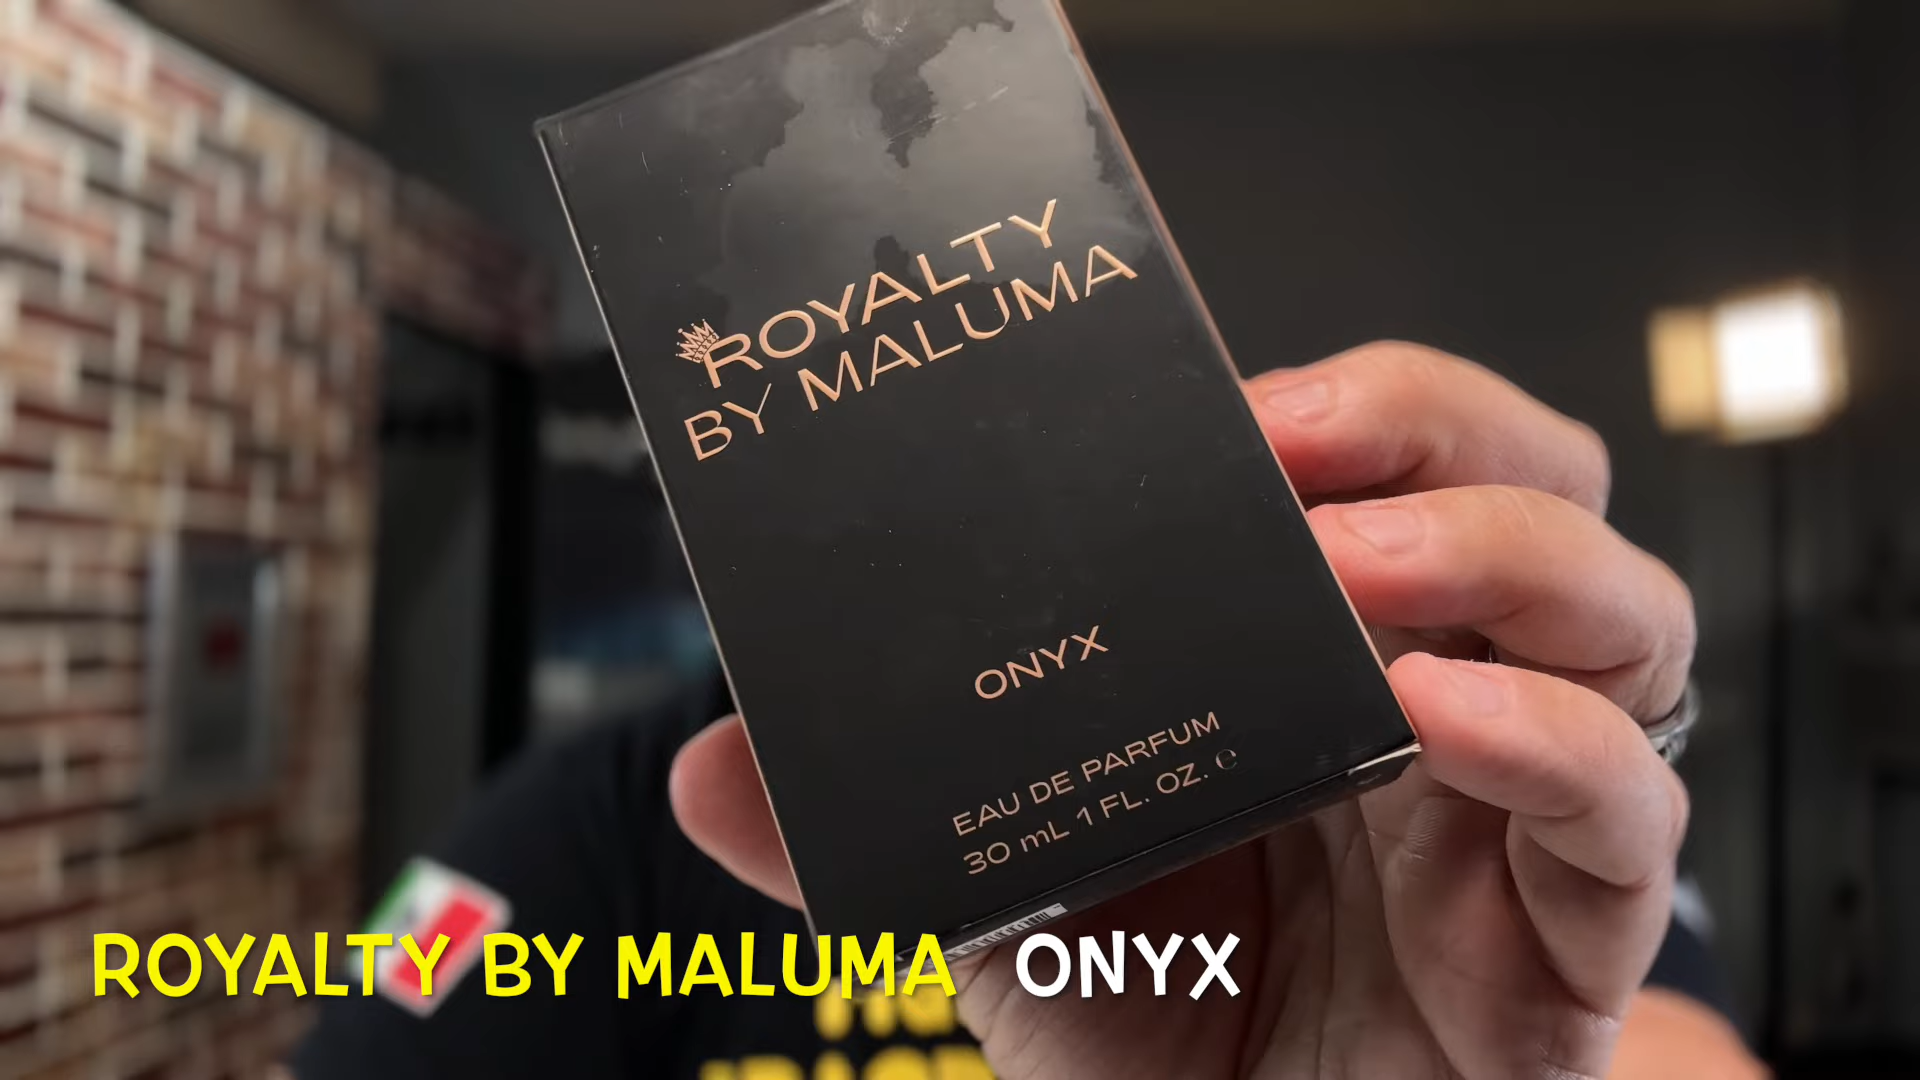 ROYALTY
BY MALUMA
ONYX
EAU DE PARFUM
30 mL 1 FL. OZ. ℮
ROYALTY BY MALUMA ONYX